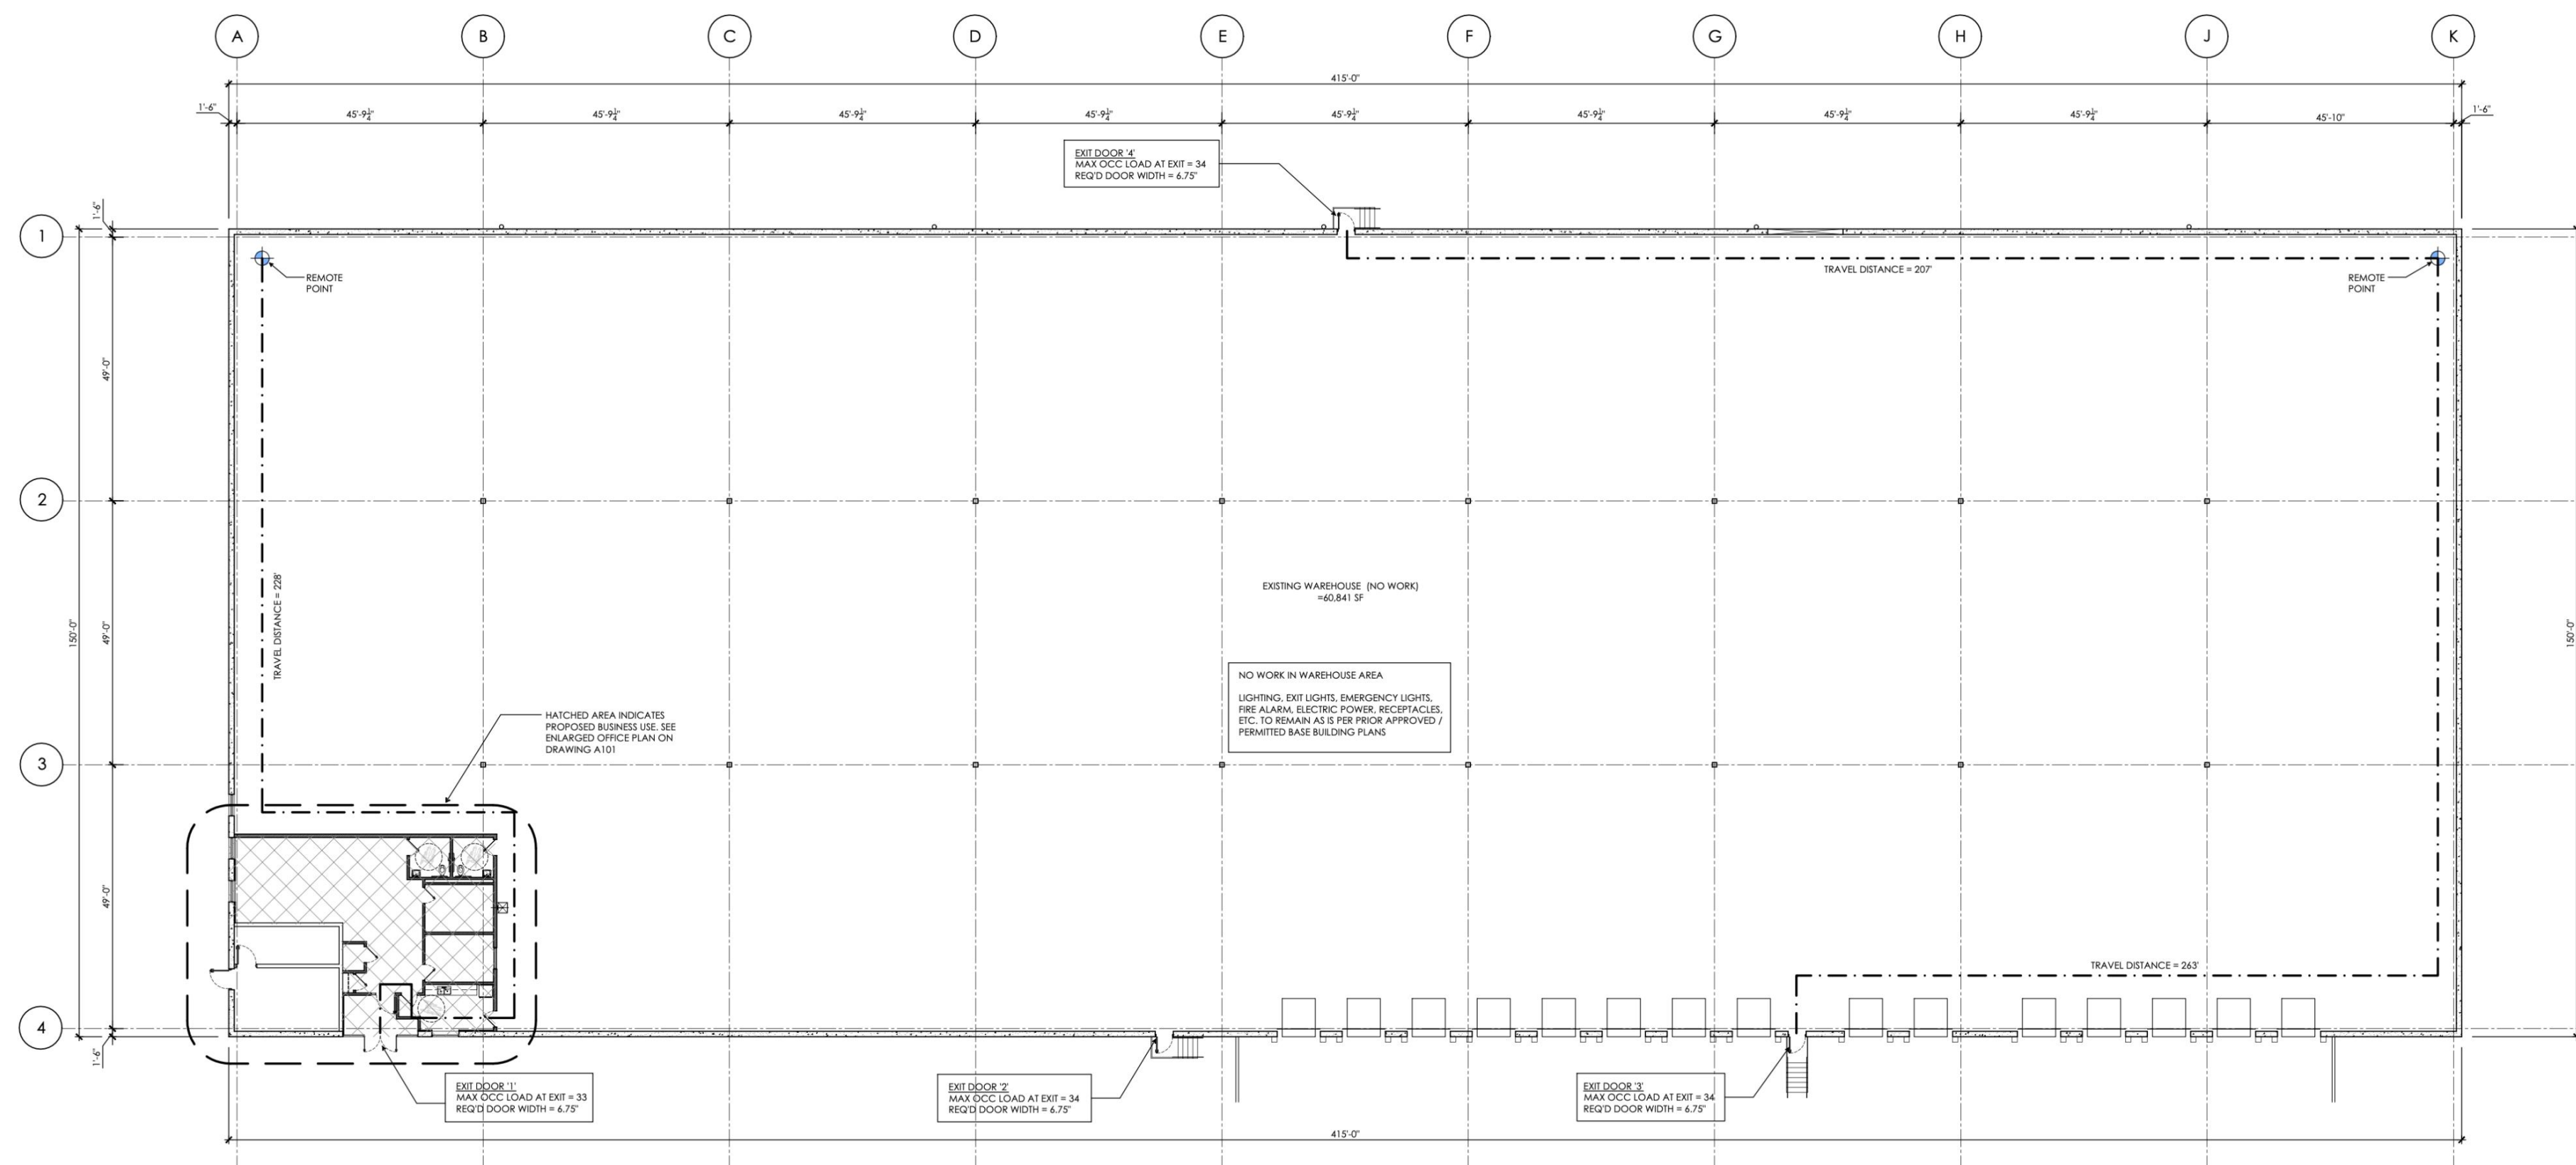 A B C D E F G H J K
415'-0"
1'-6" 45'-9¼" 45'-9¼" 45'-9¼" 45'-9¼" 45'-9¼" 45'-9¼" 45'-9¼" 45'-9¼" 45'-10" 1'-6"
EXIT DOOR '4'
MAX OCC LOAD AT EXIT = 34
REQ'D DOOR WIDTH = 6.75"
1'-6"
1
REMOTE
POINT
TRAVEL DISTANCE = 207'
REMOTE
POINT
49'-0"
2
TRAVEL DISTANCE = 228'
EXISTING WAREHOUSE (NO WORK)
=60,841 SF
150'-0"
49'-0"
150'-0"
NO WORK IN WAREHOUSE AREA
LIGHTING, EXIT LIGHTS, EMERGENCY LIGHTS,
FIRE ALARM, ELECTRIC POWER, RECEPTACLES,
ETC. TO REMAIN AS IS PER PRIOR APPROVED /
PERMITTED BASE BUILDING PLANS
HATCHED AREA INDICATES
PROPOSED BUSINESS USE. SEE
ENLARGED OFFICE PLAN ON
DRAWING A101
3
49'-0"
TRAVEL DISTANCE = 263'
4
1'-6"
EXIT DOOR '1'
MAX OCC LOAD AT EXIT = 33
REQ'D DOOR WIDTH = 6.75"
EXIT DOOR '2'
MAX OCC LOAD AT EXIT = 34
REQ'D DOOR WIDTH = 6.75"
EXIT DOOR '3'
MAX OCC LOAD AT EXIT = 34
REQ'D DOOR WIDTH = 6.75"
415'-0"